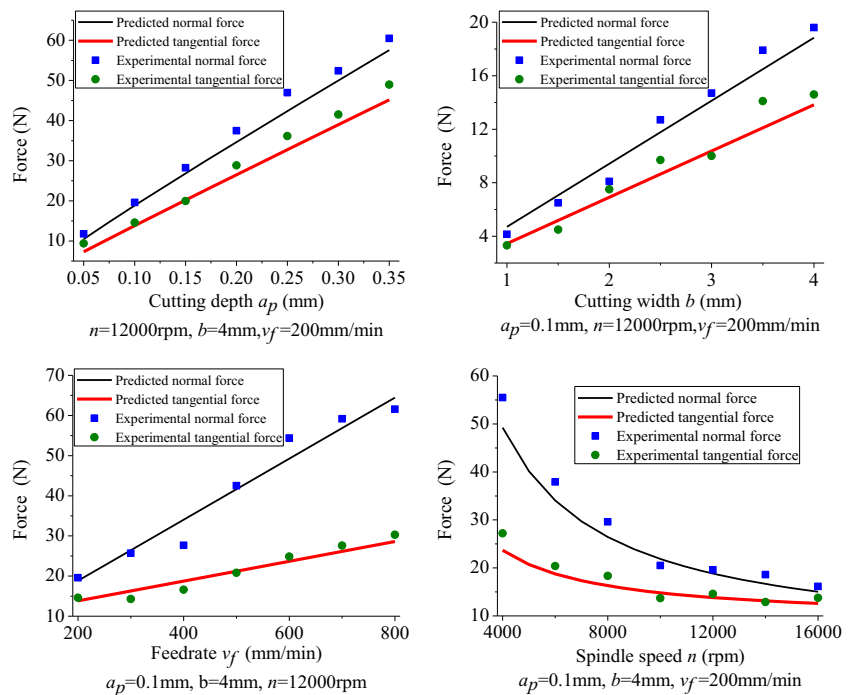 Predicted normal force
Predicted tangential force
Experimental normal force
Experimental tangential force
Force (N)
60
50
40
30
20
10
0.05 0.10 0.15 0.20 0.25 0.30 0.35
Cutting depth ap (mm)
n=12000rpm, b=4mm,vf=200mm/min
Predicted normal force
Predicted tangential force
Experimental normal force
Experimental tangential force
Force (N)
20
16
12
8
4
1 2 3 4
Cutting width b (mm)
ap=0.1mm, n=12000rpm,vf=200mm/min
Predicted normal force
Predicted tangential force
Experimental normal force
Experimental tangential force
Force (N)
70
60
50
40
30
20
10
200 400 600 800
Feedrate vf (mm/min)
ap=0.1mm, b=4mm, n=12000rpm
Predicted normal force
Predicted tangential force
Experimental normal force
Experimental tangential force
Force (N)
60
50
40
30
20
10
4000 8000 12000 16000
Spindle speed n (rpm)
ap=0.1mm, b=4mm, vf=200mm/min